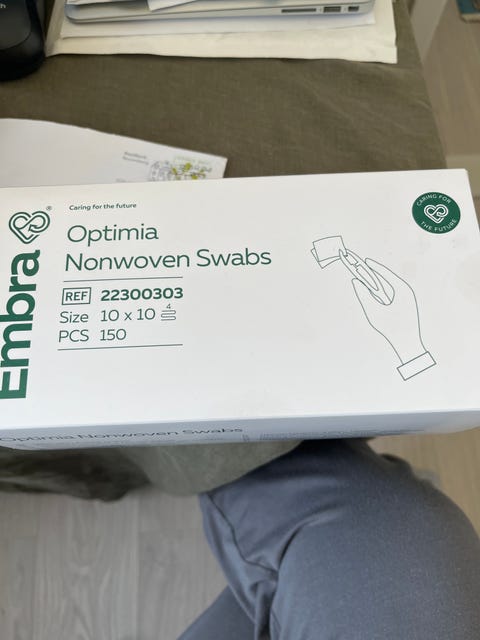 Embra®
Caring for the future
Optimia
Nonwoven Swabs
REF 22300303
Size 10 x 10 4
PCS 150
CARING FOR
THE FUTURE
Optimia Nonwoven Swabs